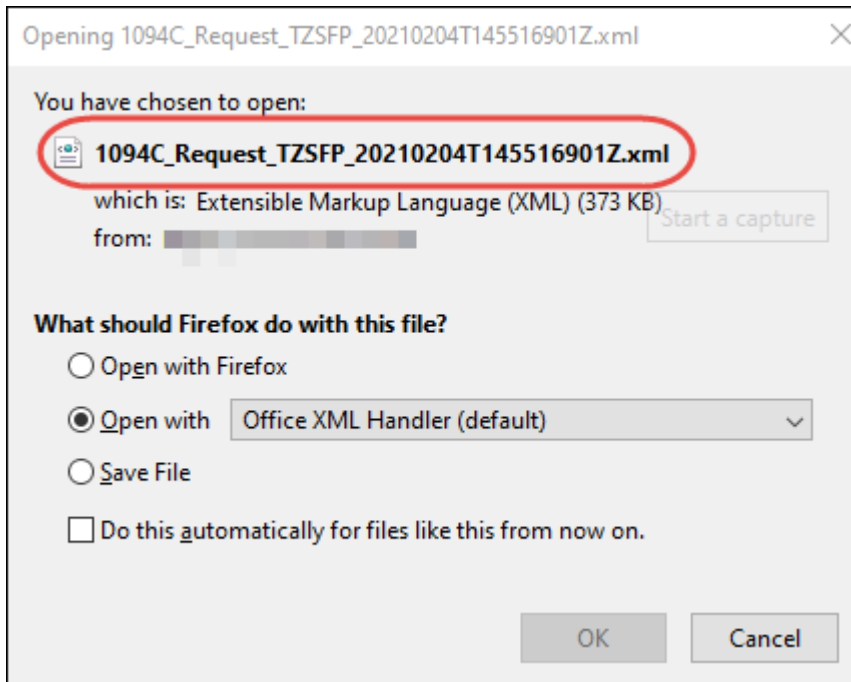 Opening 1094C_Request_TZSFP_20210204T145516901Z.xml
You have chosen to open:
1094C_Request_TZSFP_20210204T145516901Z.xml
which is: Extensible Markup Language (XML) (373 KB)
Start a capture
from:
What should Firefox do with this file?
Open with Firefox
Open with Office XML Handler (default)
Save File
Do this automatically for files like this from now on.
OK Cancel